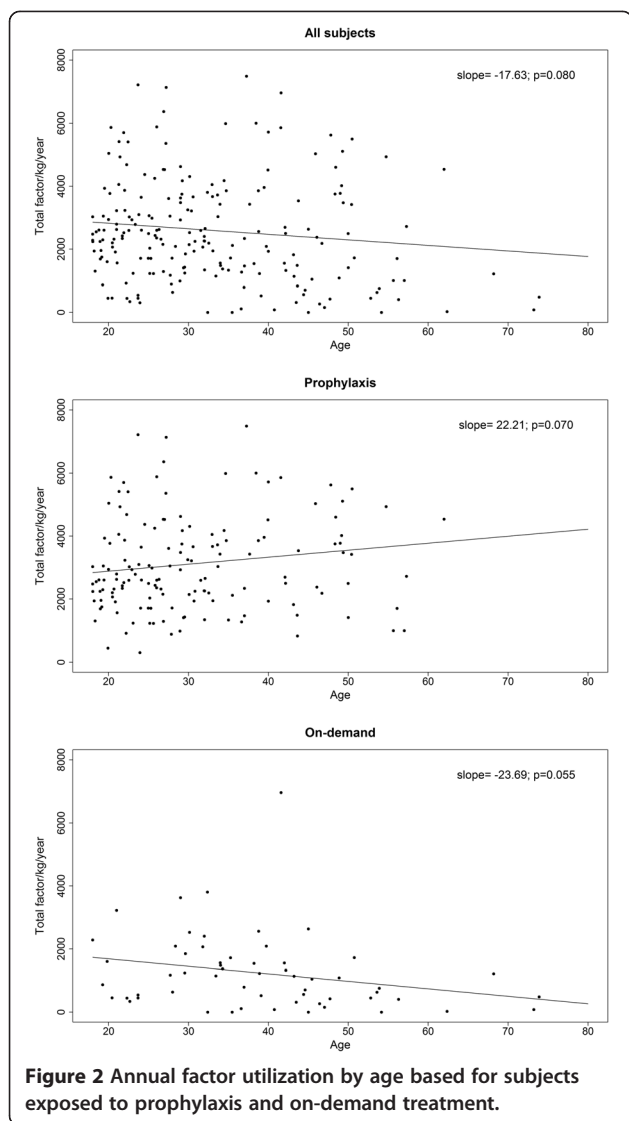 All subjects
slope= -17.63; p=0.080
Total factor/kg/year
8000
6000
4000
2000
0
20 30 40 50 60 70 80
Age
Prophylaxis
slope= 22.21; p=0.070
Total factor/kg/year
8000
6000
4000
2000
0
20 30 40 50 60 70 80
Age
On-demand
slope= -23.69; p=0.055
Total factor/kg/year
8000
6000
4000
2000
0
20 30 40 50 60 70 80
Age
Figure 2 Annual factor utilization by age based for subjects
exposed to prophylaxis and on-demand treatment.